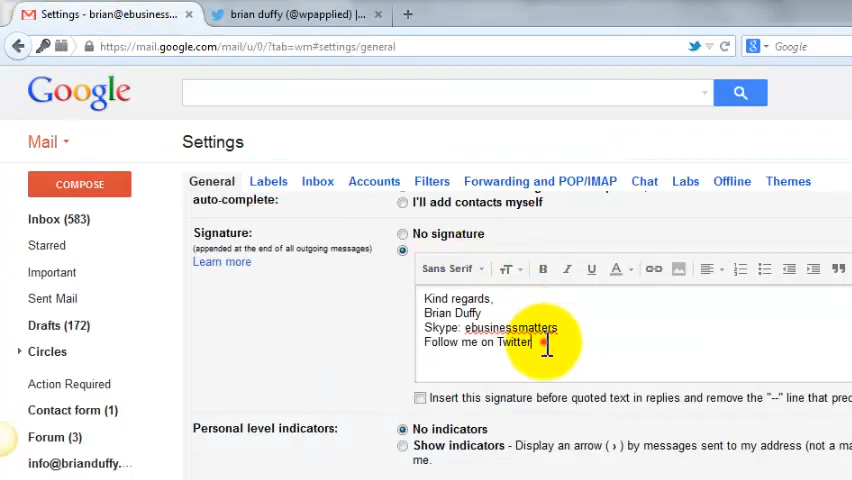 Settings - brian@ebusiness...
brian duffy (@wpapplied) |...
https://mail.google.com/mail/u/0/?tab=wm#settings/general
Google
Google
Mail
Settings
COMPOSE
General Labels Inbox Accounts Filters Forwarding and POP/IMAP Chat Labs Offline Themes
auto-complete:
I'll add contacts myself
Inbox (583)
Starred
Important
Sent Mail
Drafts (172)
Circles
Action Required
Contact form (1)
Forum (3)
info@brianduffy....
Signature:
(appended at the end of all outgoing messages)
Learn more
No signature
Sans Serif
Kind regards,
Brian Duffy
Skype: ebusinessmatters
Follow me on Twitter
Insert this signature before quoted text in replies and remove the "--" line that prec
Personal level indicators:
No indicators
Show indicators - Display an arrow ( › ) by messages sent to my address (not a ma
me.